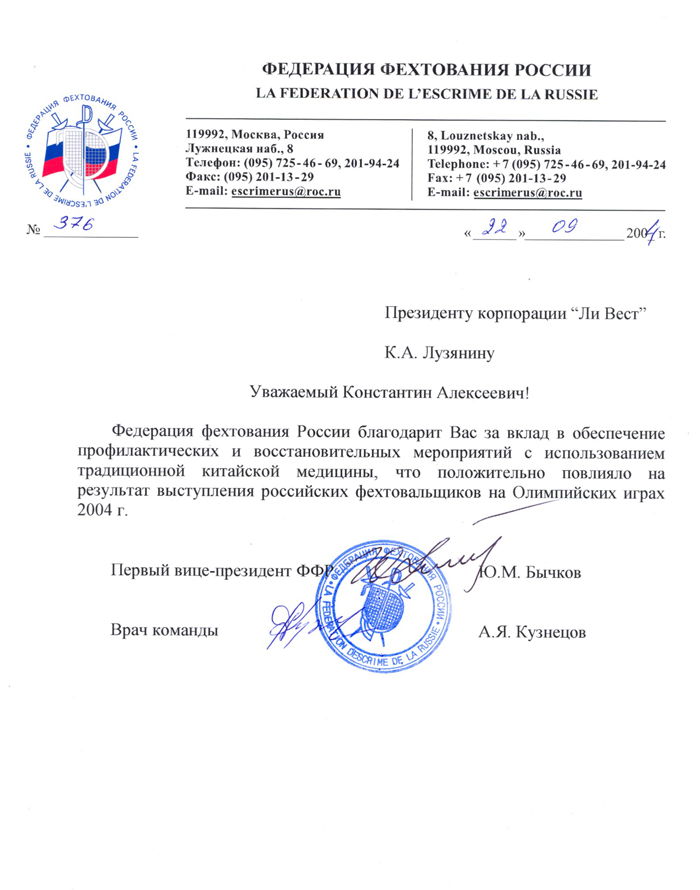 ФЕДЕРАЦИЯ ФЕХТОВАНИЯ РОССИИ
LA FEDERATION DE L'ESCRIME DE LA RUSSIE
• ФЕДЕРАЦИЯ ФЕХТОВАНИЯ РОССИИ • LA FEDERATION DE L'ESCRIME DE LA RUSSIE
119992, Москва, Россия
Лужнецкая наб., 8
Телефон: (095) 725-46-69, 201-94-24
Факс: (095) 201-13-29
E-mail: escrimerus@roc.ru
8, Louznetskay nab.,
119992, Moscou, Russia
Telephone: +7 (095) 725-46-69, 201-94-24
Fax: +7 (095) 201-13-29
E-mail: escrimerus@roc.ru
№ 376
« 22 » 09 2004 г.
Президенту корпорации “Ли Вест”
К.А. Лузянину
Уважаемый Константин Алексеевич!
Федерация фехтования России благодарит Вас за вклад в обеспечение
профилактических и восстановительных мероприятий с использованием
традиционной китайской медицины, что положительно повлияло на
результат выступления российских фехтовальщиков на Олимпийских играх
2004 г.
Первый вице-президент ФФР Ю.М. Бычков
Врач команды А.Я. Кузнецов
• ФЕДЕРАЦИЯ ФЕХТОВАНИЯ РОССИИ • LA FEDERATION DESCRIME DE LA RUSSIE